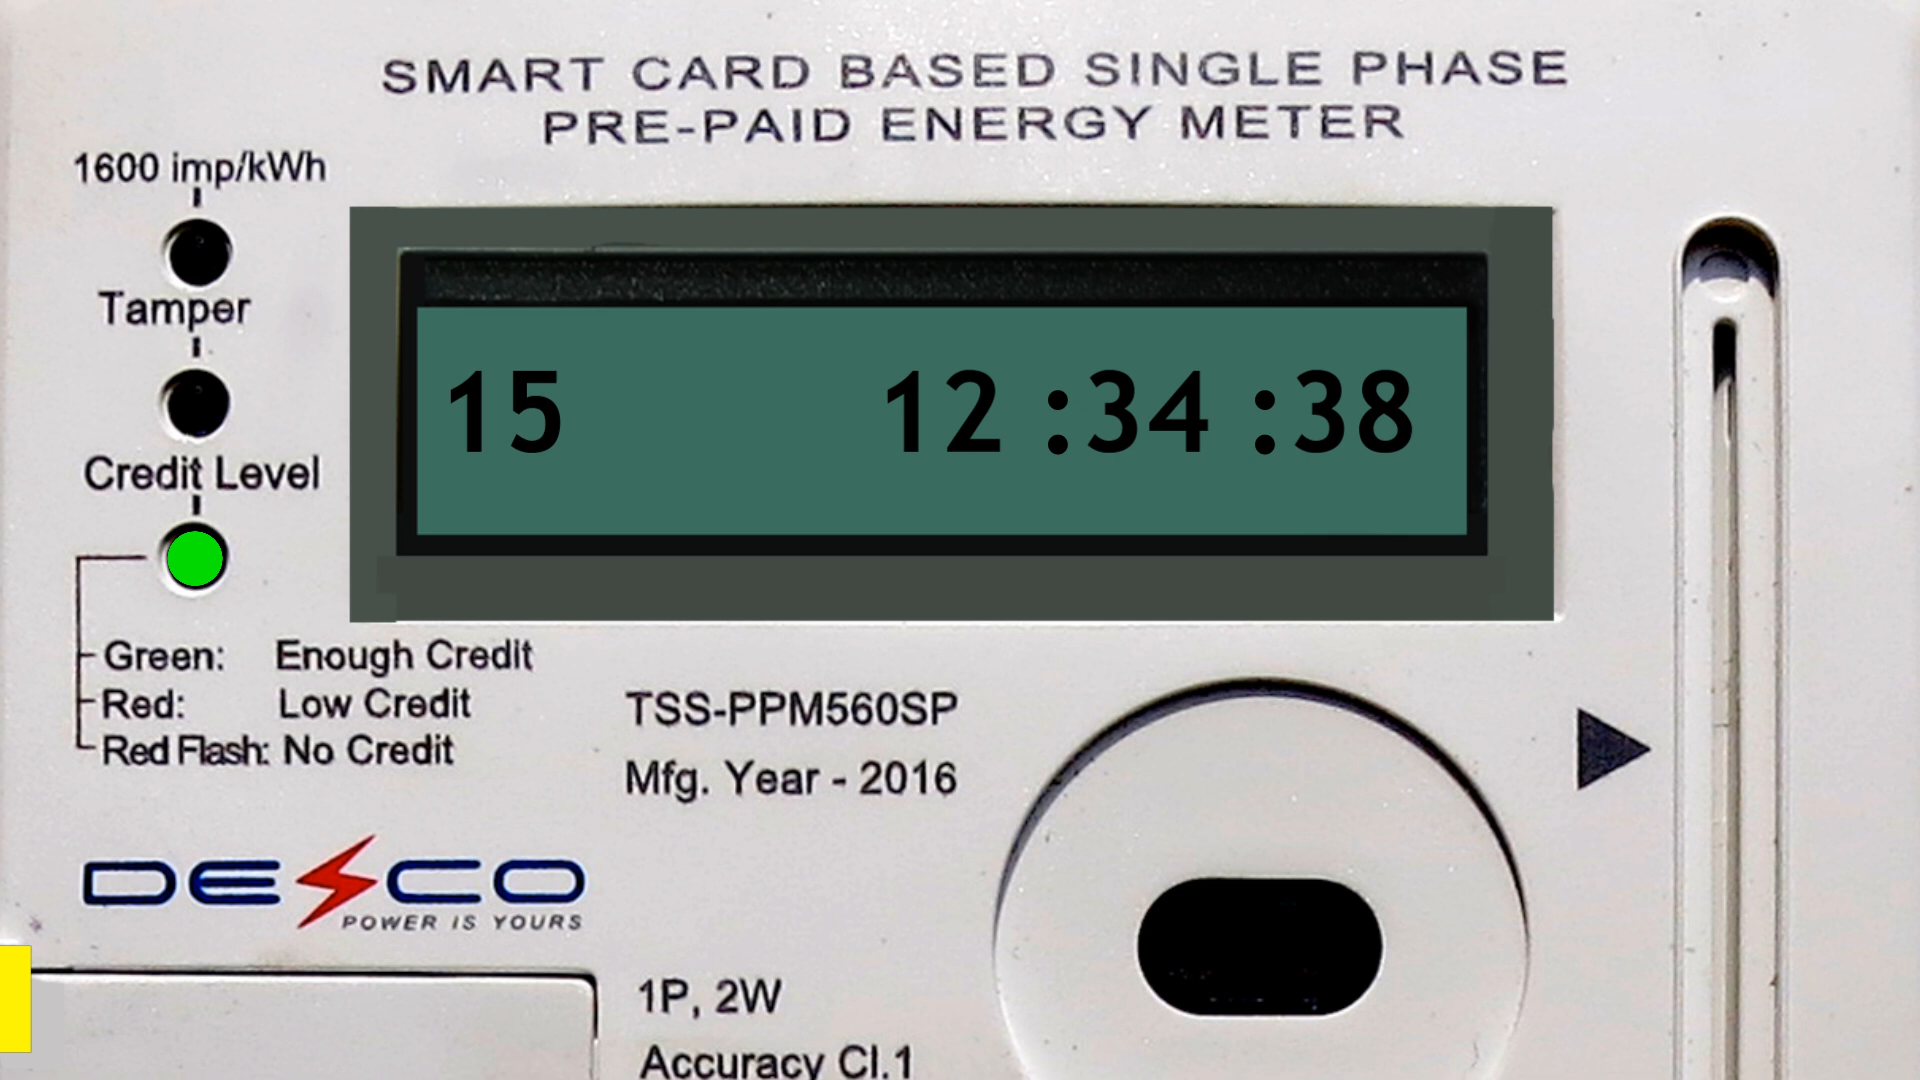 SMART CARD BASED SINGLE PHASE
PRE-PAID ENERGY METER
1600 imp/kWh
Tamper
Credit Level
15 12 :34 :38
Green: Enough Credit
Red: Low Credit
Red Flash: No Credit
TSS-PPM560SP
Mfg. Year - 2016
DESCO
POWER IS YOURS
1P, 2W
Accuracy Cl.1